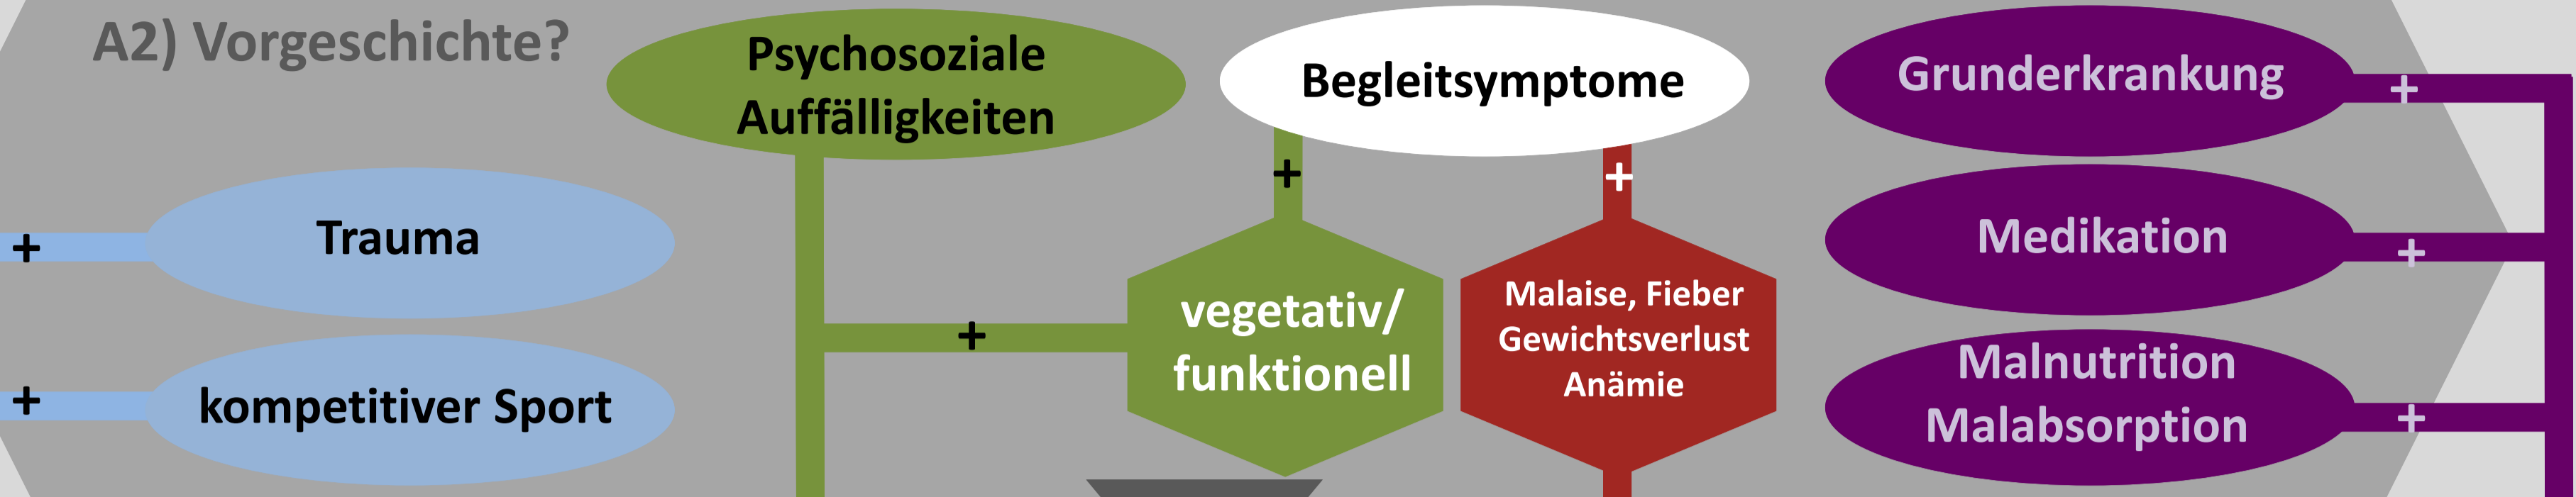 A2) Vorgeschichte?
Psychosoziale
Auffälligkeiten
Begleitsymptome
Grunderkrankung
+
+
+
+
Trauma
Medikation
+
vegetativ/
funktionell
Malaise, Fieber
Gewichtsverlust
Anämie
+
+
kompetitiver Sport
Malnutrition
Malabsorption
+